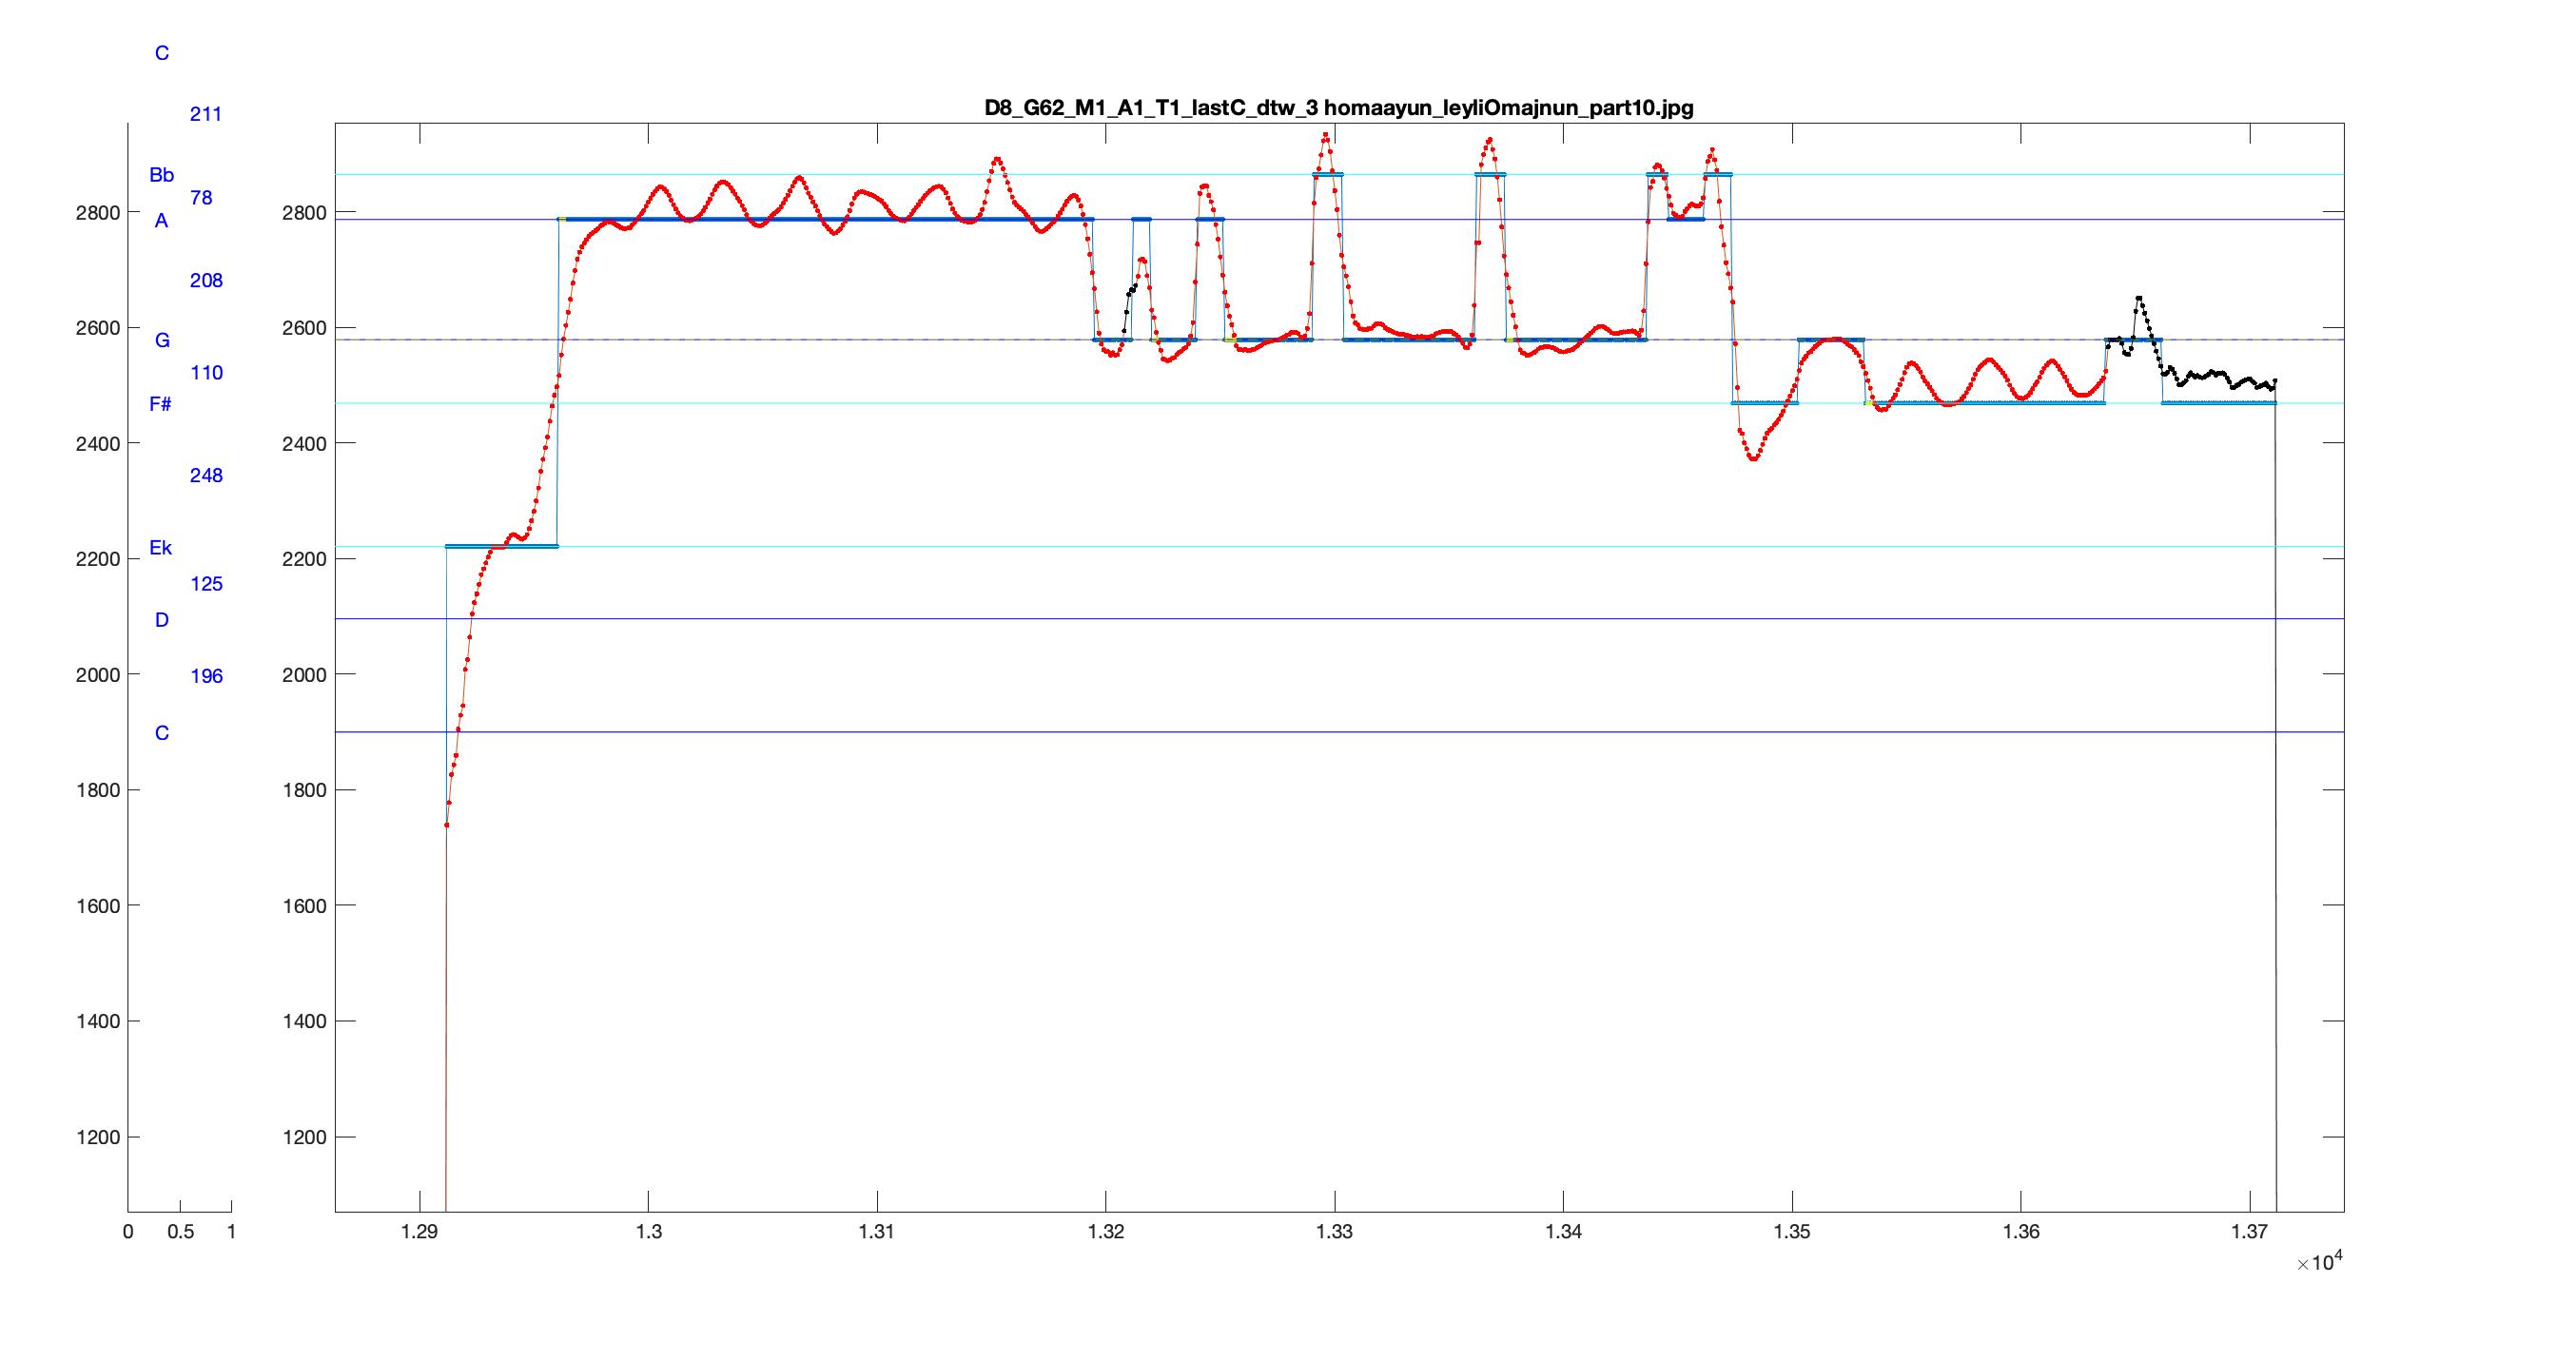 D8_G62_M1_A1_T1_lastC_dtw_3 homaayun_leyliOmajnun_part10.jpg
C
211
Bb
78
A
208
G
110
F#
248
Ek
125
D
196
C
2800
2600
2400
2200
2000
1800
1600
1400
1200
0 0.5 1
2800
2600
2400
2200
2000
1800
1600
1400
1200
1.29 1.3 1.31 1.32 1.33 1.34 1.35 1.36 1.37
×10^4